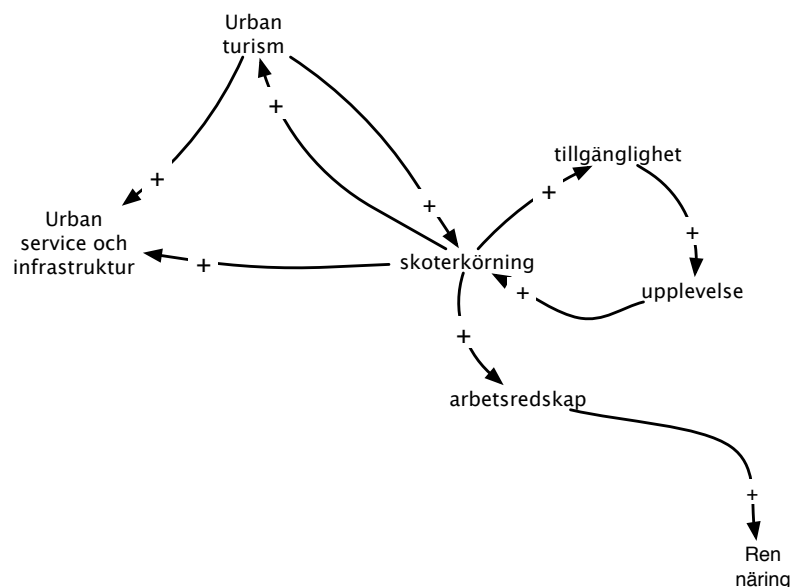 Urban
turism
+
+
tillgänglighet
+
+
Urban
service och
infrastruktur
+
+
+
skoterkörning
+
upplevelse
+
arbetsredskap
+
Ren
näring